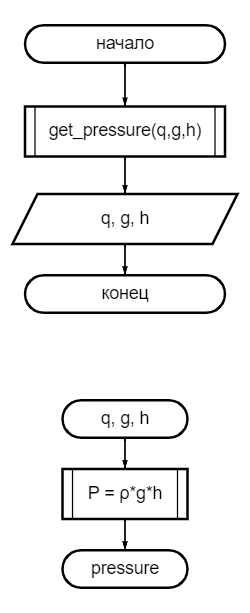 начало
get_pressure(q,g,h)
q, g, h
конец
q, g, h
P = ρ*g*h
pressure